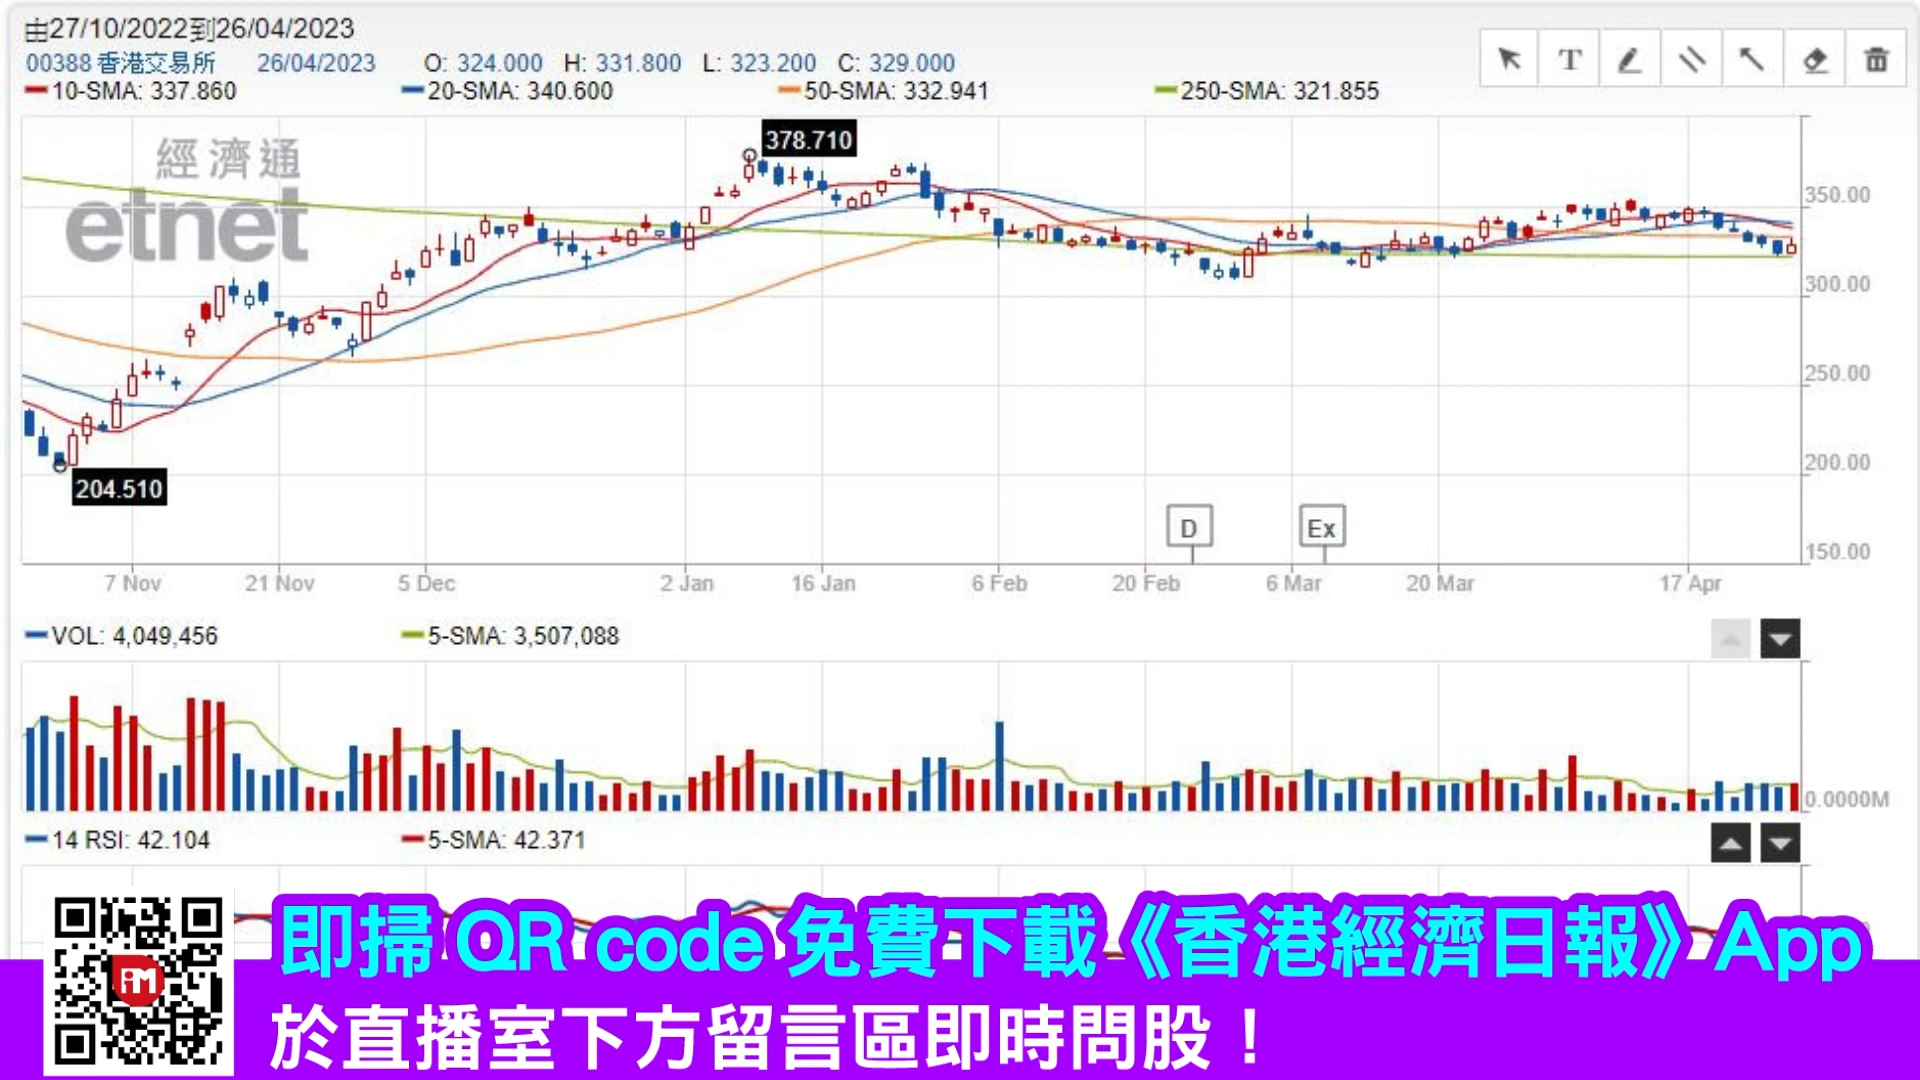 由27/10/2022到26/04/2023
00388 香港交易所 26/04/2023 O: 324.000 H: 331.800 L: 323.200 C: 329.000
10-SMA: 337.860 20-SMA: 340.600 50-SMA: 332.941 250-SMA: 321.855
T
經濟通
etnet
378.710
204.510
350.00
300.00
250.00
200.00
150.00
D Ex
7 Nov 21 Nov 5 Dec 2 Jan 16 Jan 6 Feb 20 Feb 6 Mar 20 Mar 17 Apr
VOL: 4,049,456 5-SMA: 3,507,088
0.0000M
14 RSI: 42.104 5-SMA: 42.371
即掃 QR code 免費下載《香港經濟日報》App
於直播室下方留言區即時問股！